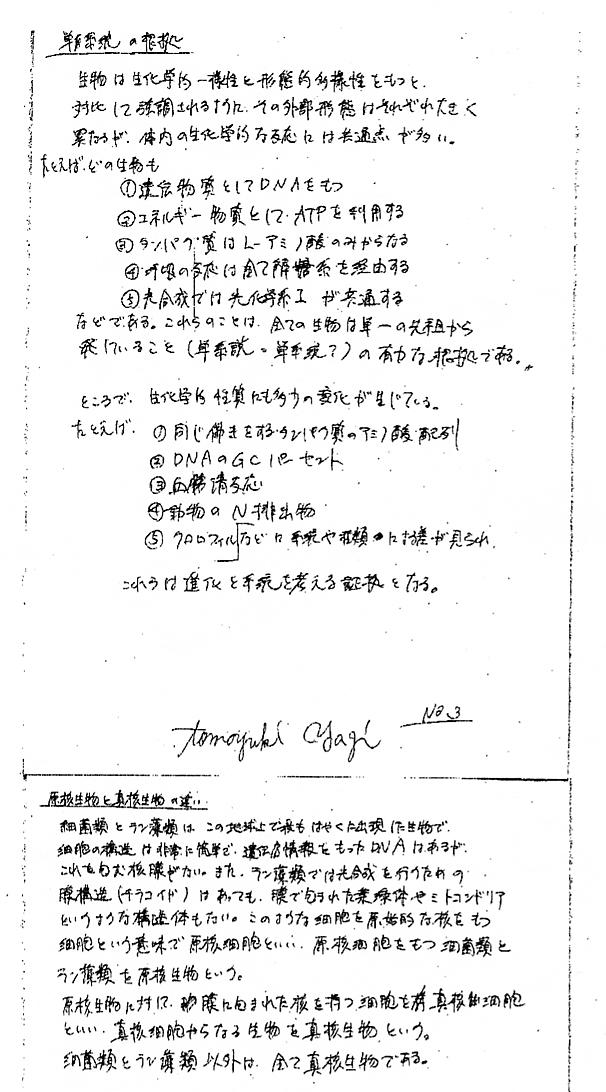 単系統の根拠
生物は生化学的一様性と形態的多様性をもつと、
対比して強調されるように、その外部形態はそれぞれ大きく
異なるが、体内の生化学的な反応には共通点が多い。
たとえば、どの生物も
①遺伝物質としてDNAをもつ
②エネルギー物質としてATPを利用する
③タンパク質はL-アミノ酸のみからなる
④呼吸の反応は全て解糖系を経由する
⑤光合成では光化学系Iが共通する
などである。これらのことは、全ての生物は単一の先祖から
発していること(単系説=単系統?)の有力な根拠である。
ところで、生化学的性質にも多少の変化が生じている。
たとえば、①同じ働きをするタンパク質のアミノ酸配列
②DNAのGCパーセント
③血清反応
④動物のN排出物
⑤クロロフィルなどに系統や種類に差が見られ
これらは進化と系統を考える証拠となる。
No.3
tomoyuki Yagi
原核生物と真核生物の違い
細菌類とラン藻類は、この地球上で最もはやくに出現した生物で、
細胞の構造は非常に簡単で、遺伝情報をもったDNAはあるが、
これを包む核膜がない。また、ラン藻類では光合成を行うための
膜構造(チラコイド)はあっても、膜で包まれた葉緑体やミトコンドリア
というような構造体もない。このような細胞を原始的な核をもつ
細胞という意味で原核細胞といい、原核細胞をもつ細菌類と
ラン藻類を原核生物という。
原核生物に対して、膜に包まれた核を持つ細胞を真核細胞
といい、真核細胞からなる生物を真核生物という。
細菌類とラン藻類以外は、全て真核生物である。